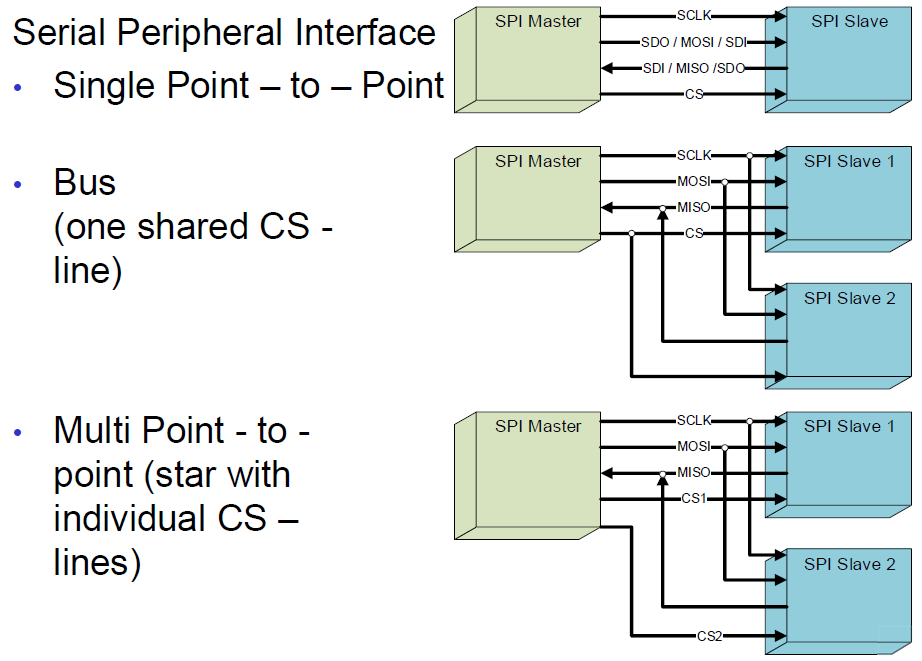 Serial Peripheral Interface
• Single Point – to – Point
SPI Master
SCLK
SDO / MOSI / SDI
SDI / MISO /SDO
CS
SPI Slave
• Bus
(one shared CS -
line)
SPI Master
SCLK
MOSI
MISO
CS
SPI Slave 1
SPI Slave 2
• Multi Point - to -
point (star with
individual CS –
lines)
SPI Master
SCLK
MOSI
MISO
CS1
CS2
SPI Slave 1
SPI Slave 2